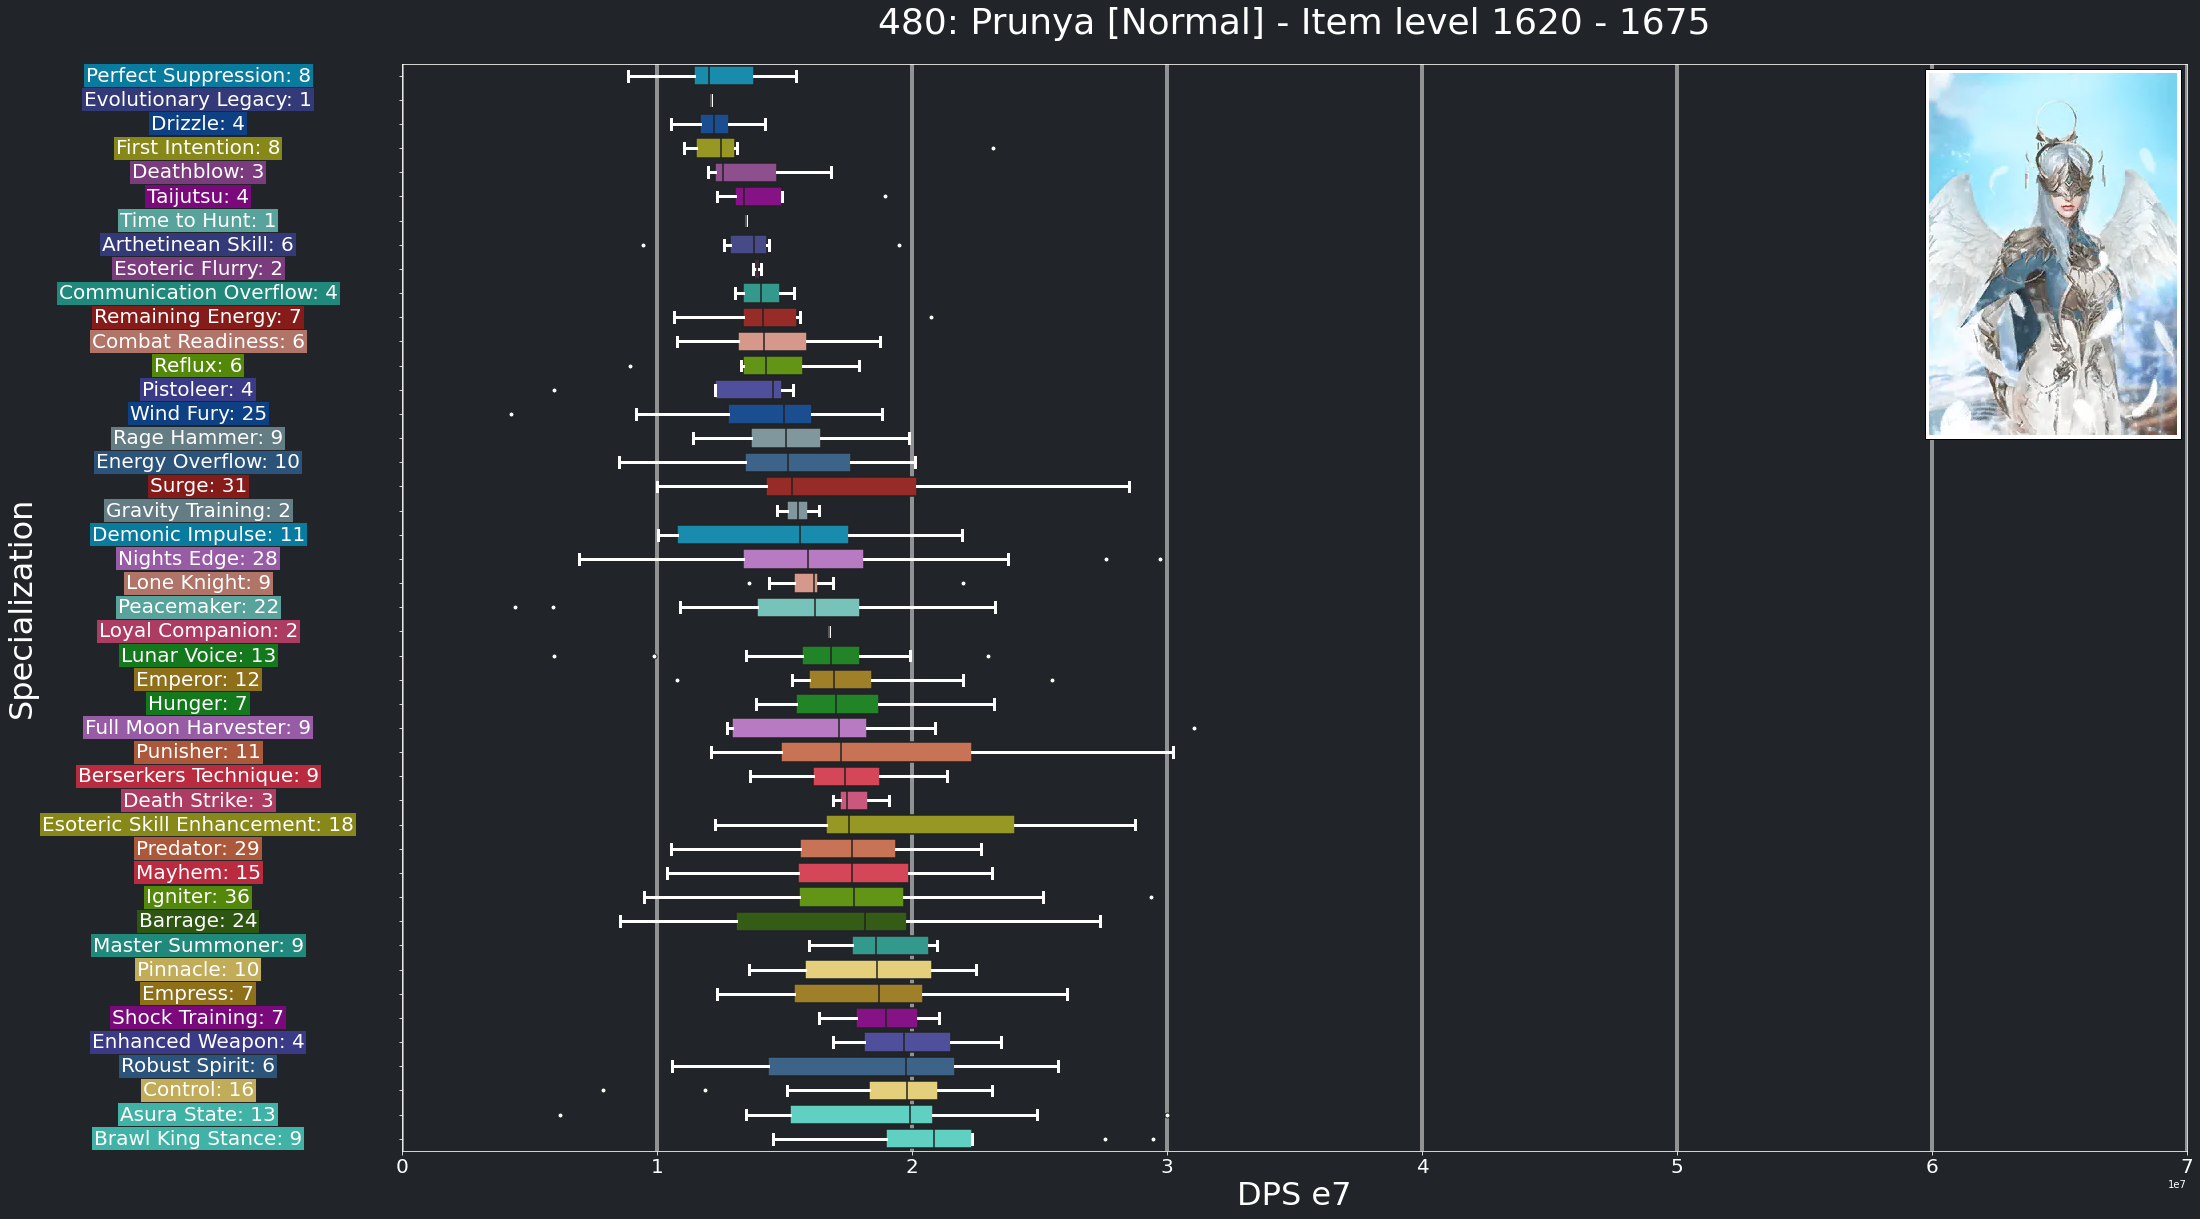 480: Prunya [Normal] - Item level 1620 - 1675
Specialization
Perfect Suppression: 8
Evolutionary Legacy: 1
Drizzle: 4
First Intention: 8
Deathblow: 3
Taijutsu: 4
Time to Hunt: 1
Arthetinean Skill: 6
Esoteric Flurry: 2
Communication Overflow: 4
Remaining Energy: 7
Combat Readiness: 6
Reflux: 6
Pistoleer: 4
Wind Fury: 25
Rage Hammer: 9
Energy Overflow: 10
Surge: 31
Gravity Training: 2
Demonic Impulse: 11
Nights Edge: 28
Lone Knight: 9
Peacemaker: 22
Loyal Companion: 2
Lunar Voice: 13
Emperor: 12
Hunger: 7
Full Moon Harvester: 9
Punisher: 11
Berserkers Technique: 9
Death Strike: 3
Esoteric Skill Enhancement: 18
Predator: 29
Mayhem: 15
Igniter: 36
Barrage: 24
Master Summoner: 9
Pinnacle: 10
Empress: 7
Shock Training: 7
Enhanced Weapon: 4
Robust Spirit: 6
Control: 16
Asura State: 13
Brawl King Stance: 9
0 1 2 3 4 5 6 7
1e7
DPS e7